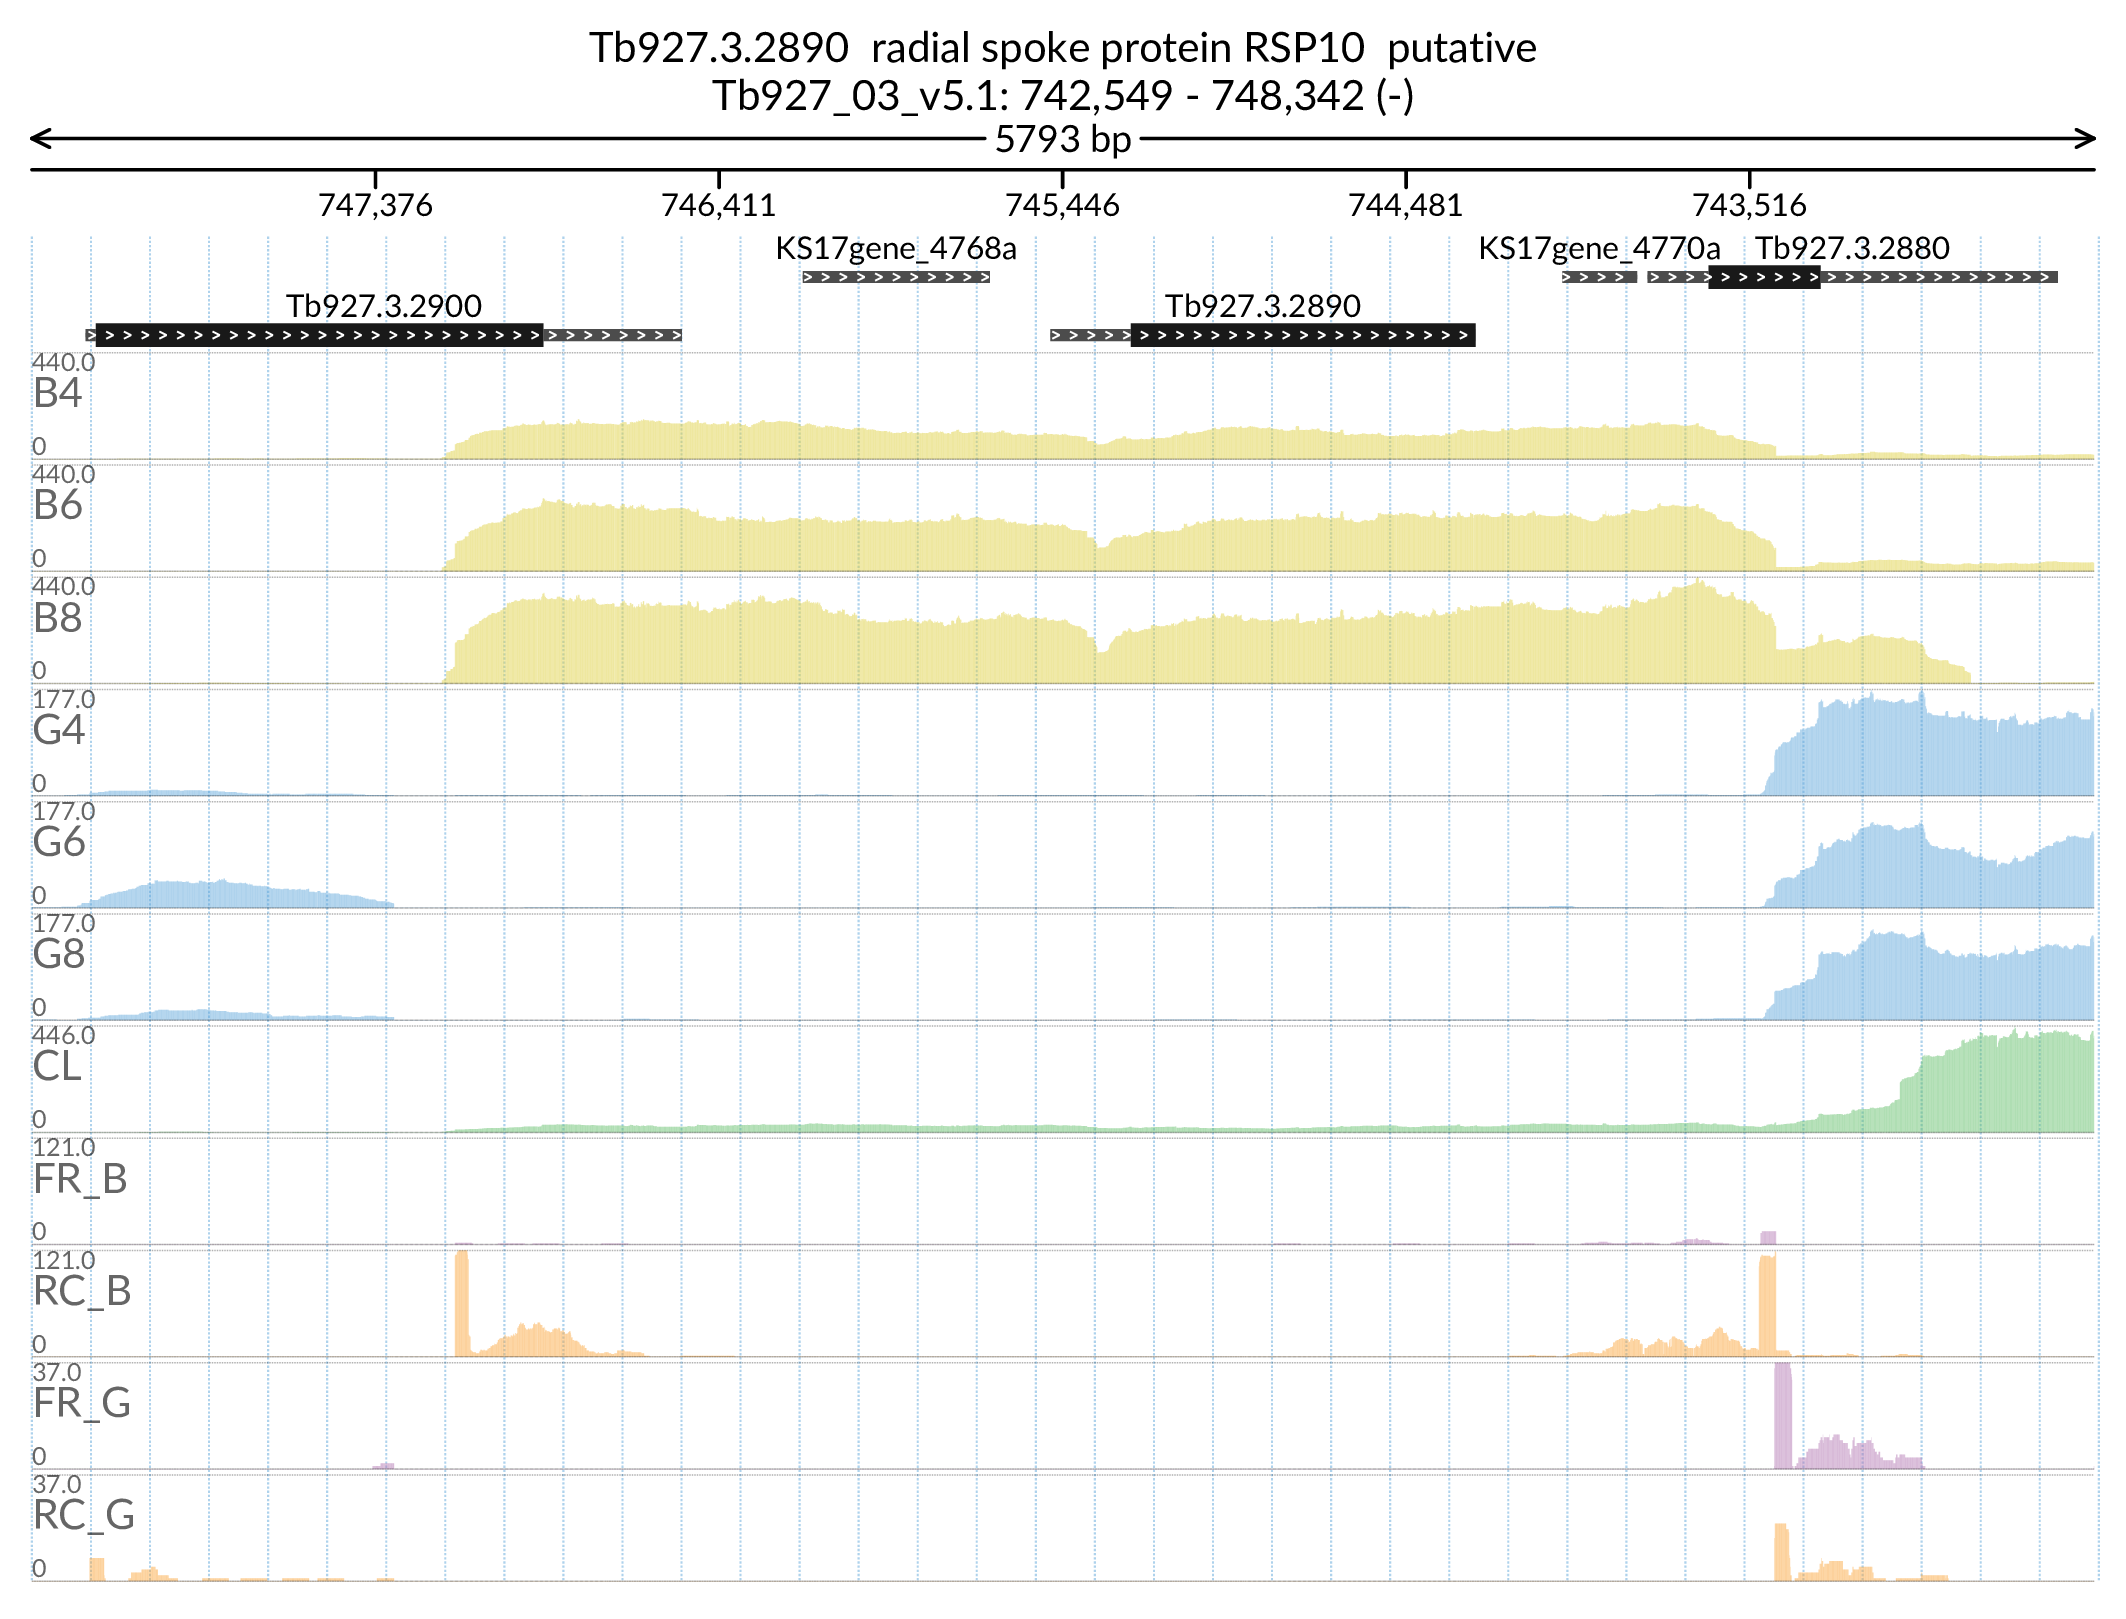 Tb927.3.2890  radial spoke protein RSP10  putative
Tb927_03_v5.1: 742,549 - 748,342 (-)
5793 bp
747,376 746,411 745,446 744,481 743,516
KS17gene_4768a KS17gene_4770a Tb927.3.2880
Tb927.3.2900 Tb927.3.2890
440.0
B4
0
440.0
B6
0
440.0
B8
0
177.0
G4
0
177.0
G6
0
177.0
G8
0
446.0
CL
0
121.0
FR_B
0
121.0
RC_B
0
37.0
FR_G
0
37.0
RC_G
0